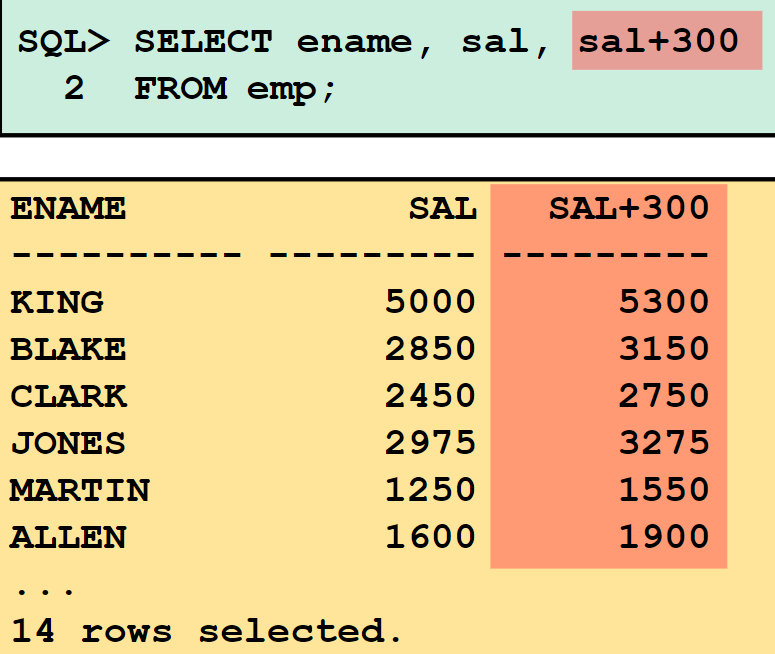 SQL> SELECT ename, sal, sal+300
2 FROM emp;
ENAME SAL SAL+300
---------- --------- ---------
KING 5000 5300
BLAKE 2850 3150
CLARK 2450 2750
JONES 2975 3275
MARTIN 1250 1550
ALLEN 1600 1900
...
14 rows selected.